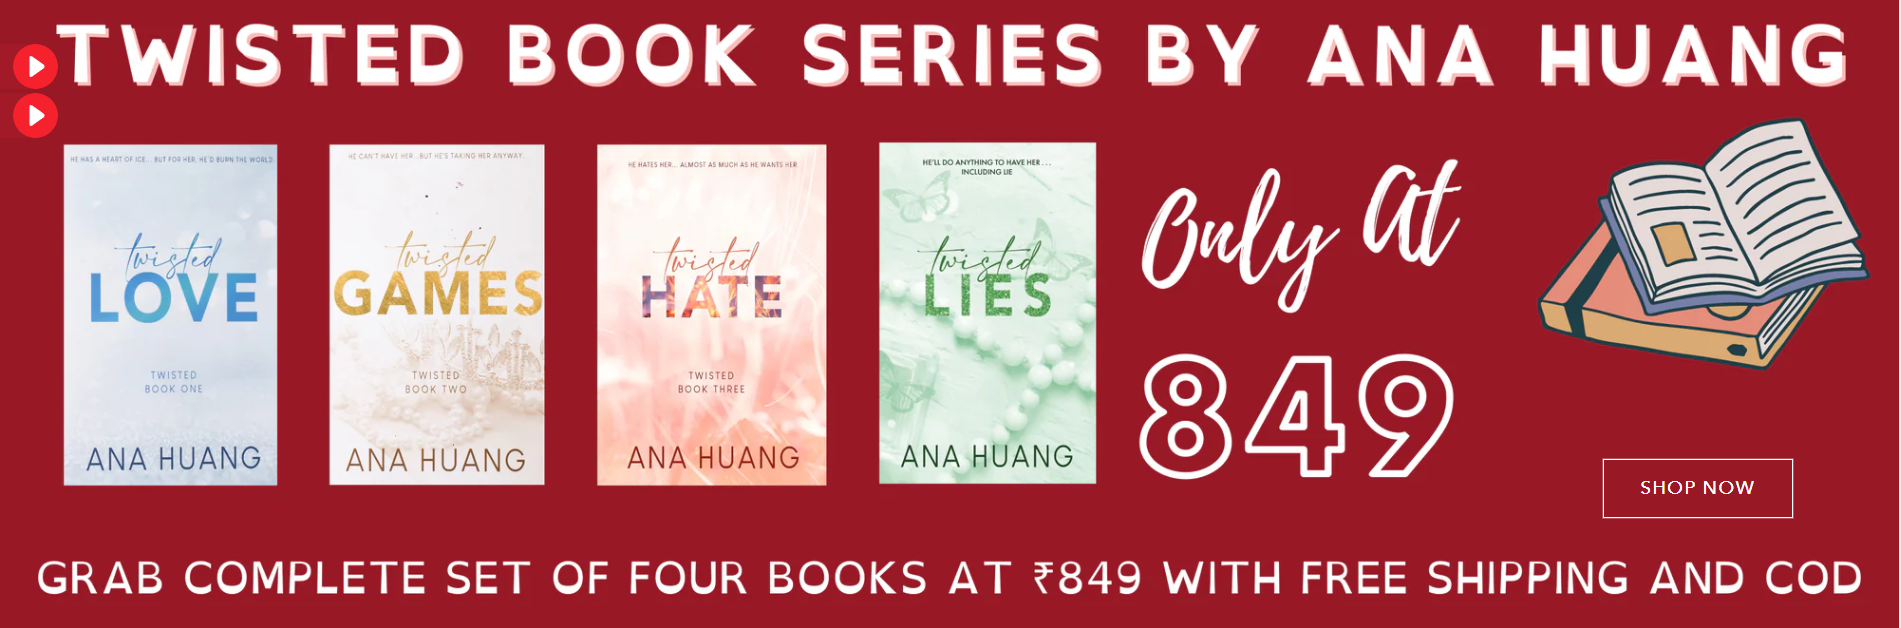 TWISTED BOOK SERIES BY ANA HUANG
HE HAS A HEART OF ICE... BUT FOR HER, HE'D BURN THE WORLD.
twisted
LOVE
TWISTED
BOOK ONE
ANA HUANG
HE CAN'T HAVE HER...BUT HE'S TAKING HER ANYWAY.
twisted
GAMES
TWISTED
BOOK TWO
ANA HUANG
HE HATES HER... ALMOST AS MUCH AS HE WANTS HER
twisted
HATE
TWISTED
BOOK THREE
ANA HUANG
HE'LL DO ANYTHING TO HAVE HER . . .
INCLUDING LIE
twisted
LIES
ANA HUANG
Only At
849
SHOP NOW
GRAB COMPLETE SET OF FOUR BOOKS AT ₹849 WITH FREE SHIPPING AND COD